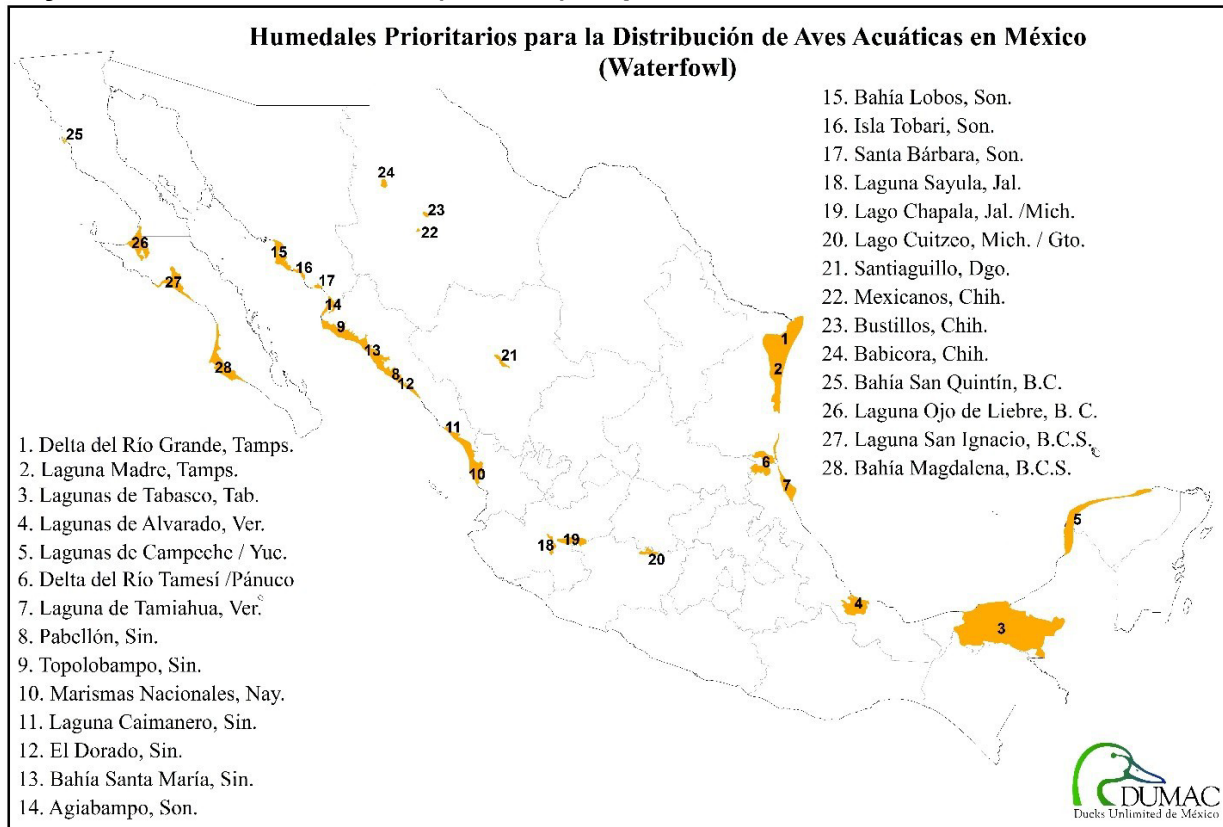 Humedales Prioritarios para la Distribución de Aves Acuáticas en México
(Waterfowl)
15. Bahía Lobos, Son.
16. Isla Tobari, Son.
17. Santa Bárbara, Son.
18. Laguna Sayula, Jal.
19. Lago Chapala, Jal. /Mich.
20. Lago Cuitzeo, Mich. / Gto.
21. Santiaguillo, Dgo.
22. Mexicanos, Chih.
23. Bustillos, Chih.
24. Babicora, Chih.
25. Bahía San Quintín, B.C.
26. Laguna Ojo de Liebre, B. C.
27. Laguna San Ignacio, B.C.S.
28. Bahía Magdalena, B.C.S.
1. Delta del Río Grande, Tamps.
2. Laguna Madre, Tamps.
3. Lagunas de Tabasco, Tab.
4. Lagunas de Alvarado, Ver.
5. Lagunas de Campeche / Yuc.
6. Delta del Río Tamesí /Pánuco
7. Laguna de Tamiahua, Ver.
8. Pabellón, Sin.
9. Topolobampo, Sin.
10. Marismas Nacionales, Nay.
11. Laguna Caimanero, Sin.
12. El Dorado, Sin.
13. Bahía Santa María, Sin.
14. Agiabampo, Son.
25
24
23
22
26
15
16
27
17
14
9
1
13
21
2
28
8
12
11
6
10
7
5
18
19
20
4
3
DUMAC
Ducks Unlimited de México